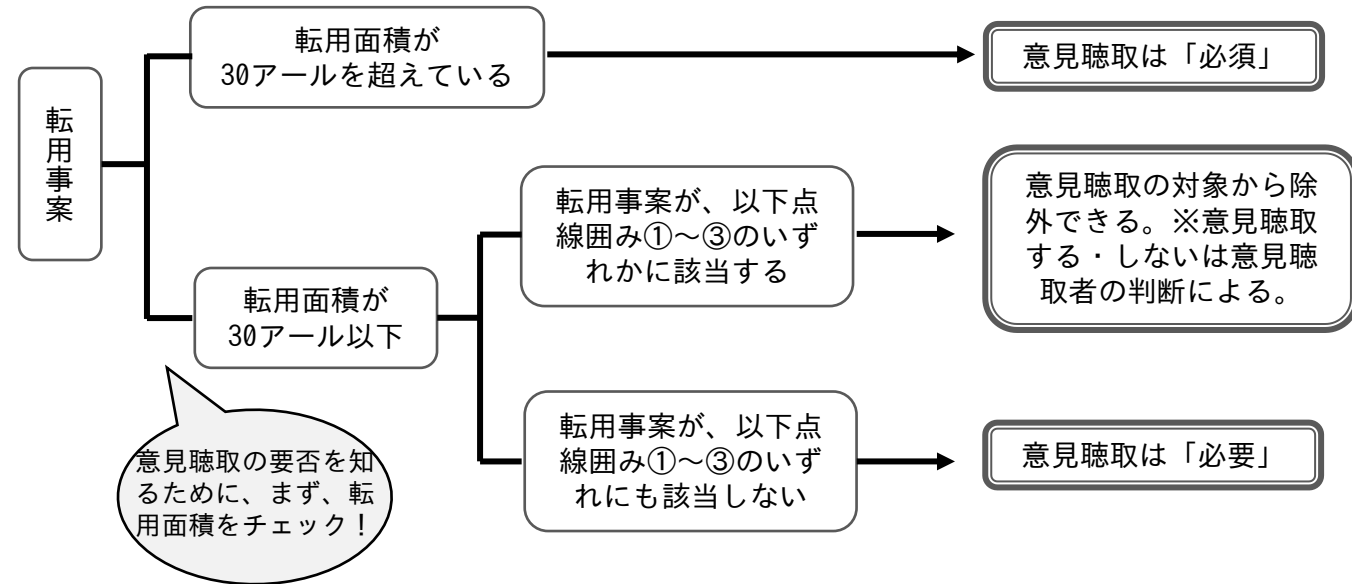 転用事案
転用面積が
30アールを超えている
意見聴取は「必須」
転用面積が
30アール以下
転用事案が、以下点
線囲み①～③のいず
れかに該当する
意見聴取の対象から除
外できる。※意見聴取
する・しないは意見聴
取者の判断による。
転用事案が、以下点
線囲み①～③のいず
れにも該当しない
意見聴取は「必要」
意見聴取の要否を知
るために、まず、転
用面積をチェック！